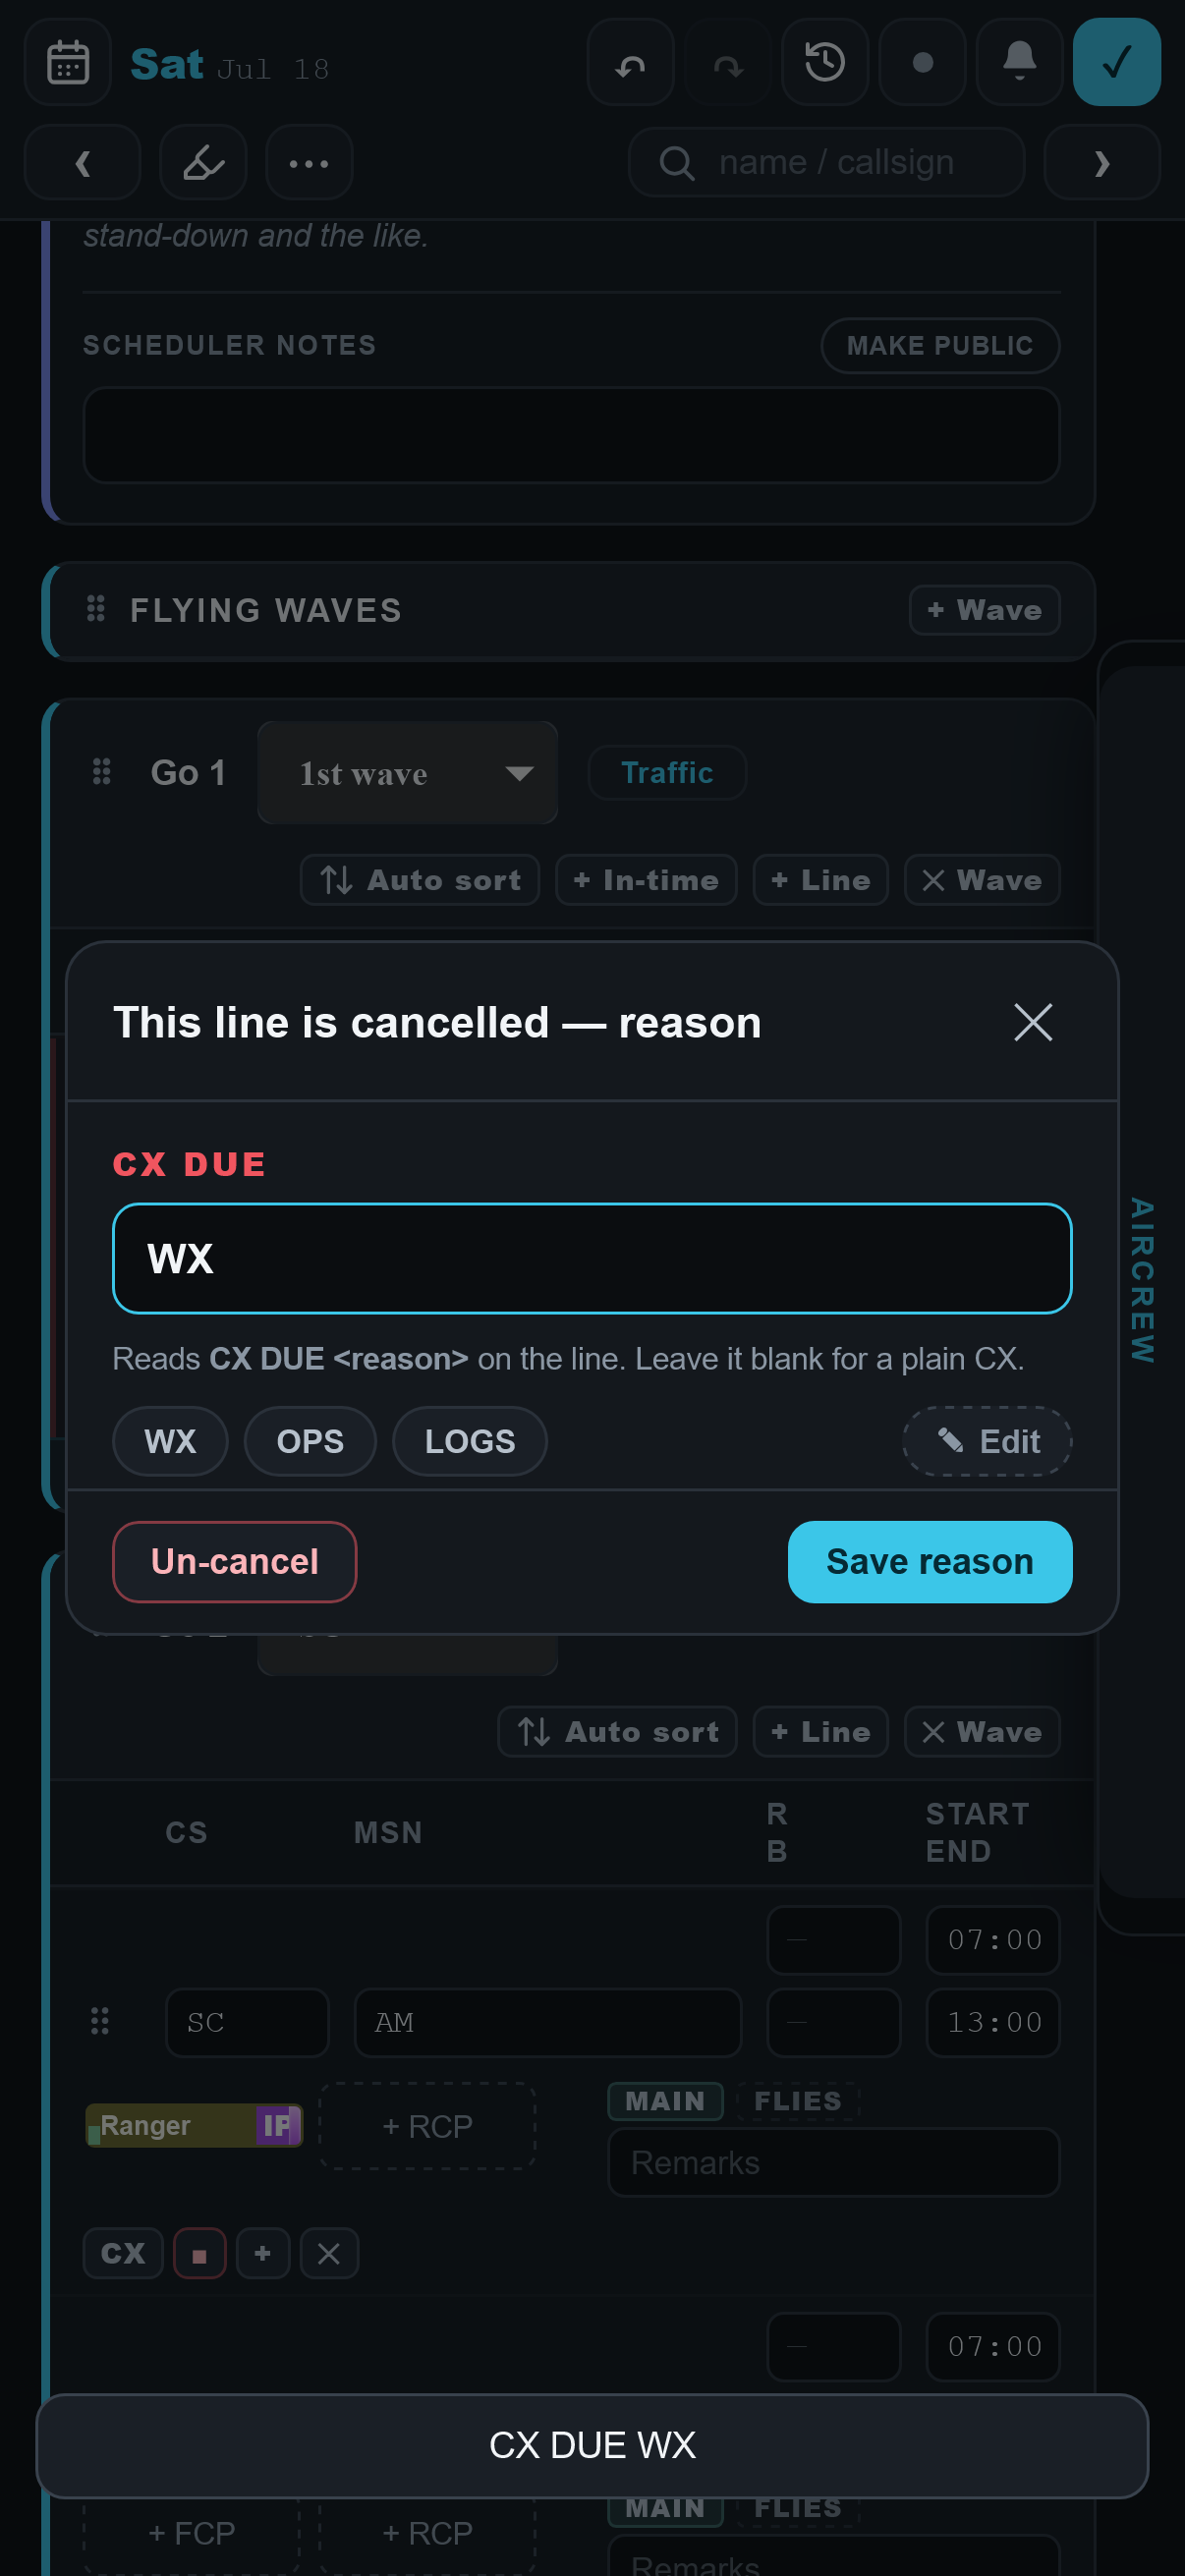 Sat Jul 18
name / callsign
stand-down and the like.
SCHEDULER NOTES
MAKE PUBLIC
FLYING WAVES
+ Wave
Go 1
1st wave
Traffic
Auto sort
+ In-time
+ Line
Wave
This line is cancelled — reason
CX DUE
WX
Reads CX DUE <reason> on the line. Leave it blank for a plain CX.
WX
OPS
LOGS
Edit
Un-cancel
Save reason
AIRCREW
Auto sort
+ Line
Wave
CS
MSN
R
B
START
END
—
07:00
SC
AM
—
13:00
Ranger
IP
+ RCP
MAIN
FLIES
Remarks
CX
+
—
07:00
CX DUE WX
MAIN
FLIES
+ FCP
+ RCP
Remarks